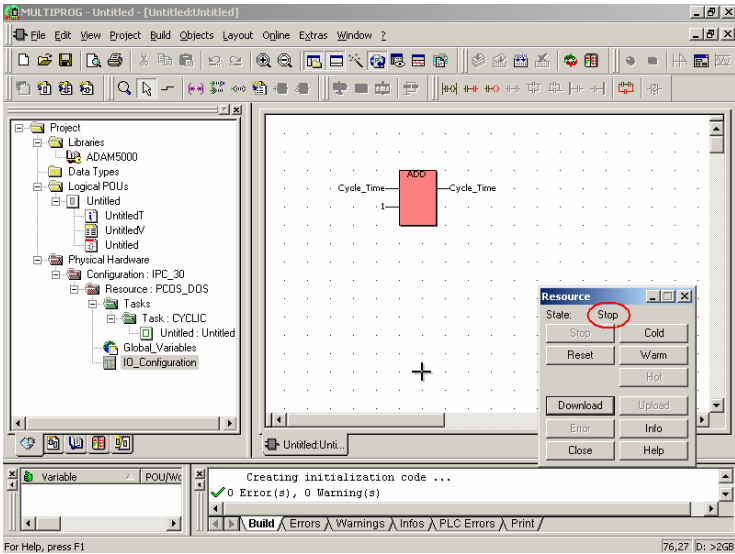 MULTIPROG - Untitled - [Untitled:Untitled]
File Edit View Project Build Objects Layout Online Extras Window ?
Project
Libraries
ADAM5000
Data Types
Logical POUs
Untitled
UntitledT
UntitledV
Untitled
Physical Hardware
Configuration : IPC_30
Resource : PCOS_DOS
Tasks
Task : CYCLIC
Untitled : Untitled
Global_Variables
IO_Configuration
ADD
Cycle_Time Cycle_Time
1
Resource
State: Stop
Stop Cold
Reset Warm
Hot
Download Upload
Error Info
Close Help
Untitled:Unti...
Variable POU/Wo
Creating initialization code ...
0 Error(s), 0 Warning(s)
Build Errors Warnings Infos PLC Errors Print
For Help, press F1
76,27 D: >2GB